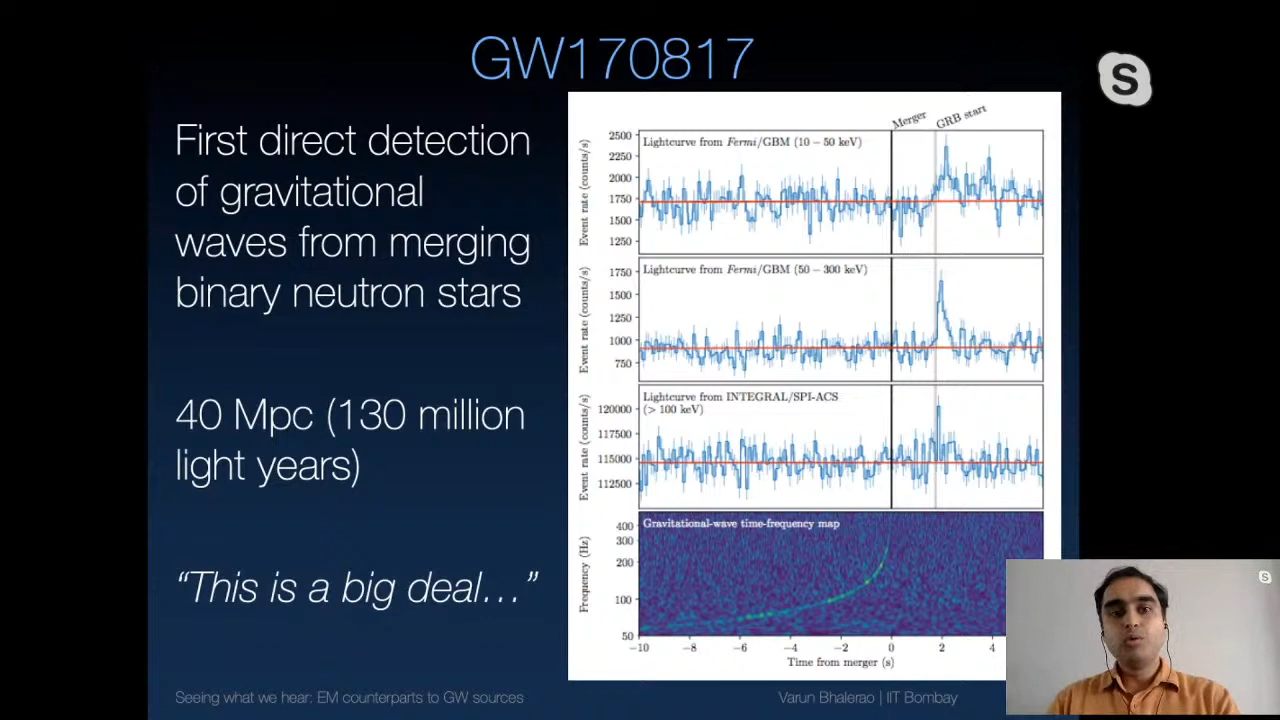 GW170817
First direct detection
of gravitational
waves from merging
binary neutron stars
40 Mpc (130 million
light years)
“This is a big deal…”
Merger
GRB start
Lightcurve from Fermi/GBM (10 − 50 keV)
Event rate (counts/s)
2500
2250
2000
1750
1500
1250
Lightcurve from Fermi/GBM (50 − 300 keV)
Event rate (counts/s)
1750
1500
1250
1000
750
Lightcurve from INTEGRAL/SPI-ACS
(> 100 keV)
Event rate (counts/s)
120000
117500
115000
112500
Gravitational-wave time-frequency map
Frequency (Hz)
400
300
200
100
50
−10 −8 −6 −4 −2 0 2 4
Time from merger (s)
Seeing what we hear: EM counterparts to GW sources
Varun Bhalerao | IIT Bombay
S
S